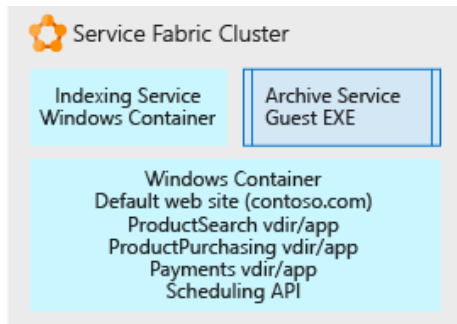 Service Fabric Cluster
Indexing Service
Windows Container
Archive Service
Guest EXE
Windows Container
Default web site (contoso.com)
ProductSearch vdir/app
ProductPurchasing vdir/app
Payments vdir/app
Scheduling API